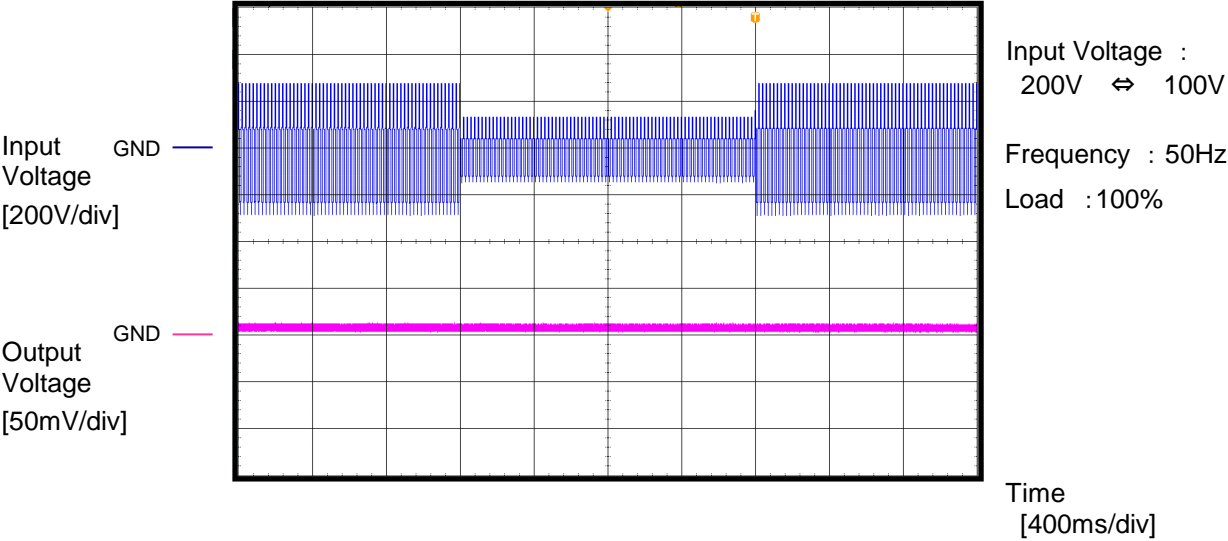 T
Input Voltage :
200V ⇔ 100V
Input GND
Voltage
[200V/div]
Frequency : 50Hz
Load :100%
GND
Output
Voltage
[50mV/div]
Time
[400ms/div]